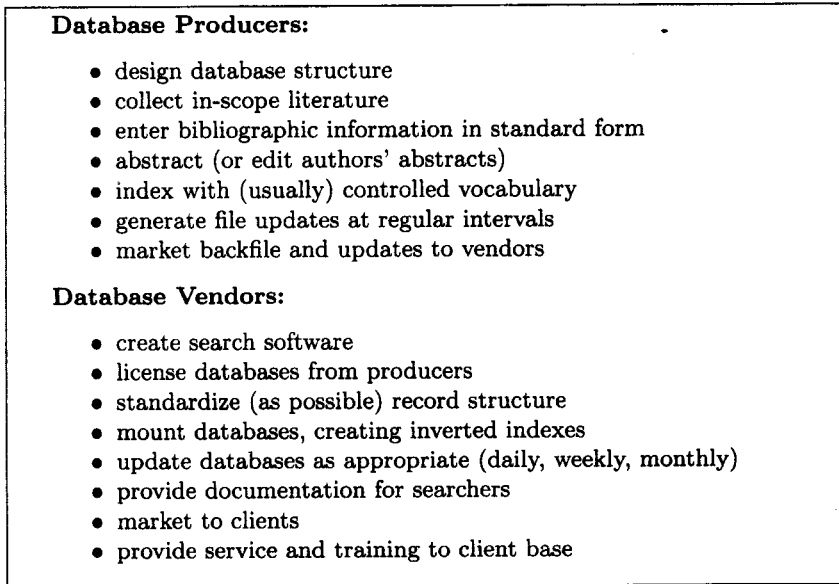 Database Producers:
• design database structure
• collect in-scope literature
• enter bibliographic information in standard form
• abstract (or edit authors' abstracts)
• index with (usually) controlled vocabulary
• generate file updates at regular intervals
• market backfile and updates to vendors
Database Vendors:
• create search software
• license databases from producers
• standardize (as possible) record structure
• mount databases, creating inverted indexes
• update databases as appropriate (daily, weekly, monthly)
• provide documentation for searchers
• market to clients
• provide service and training to client base